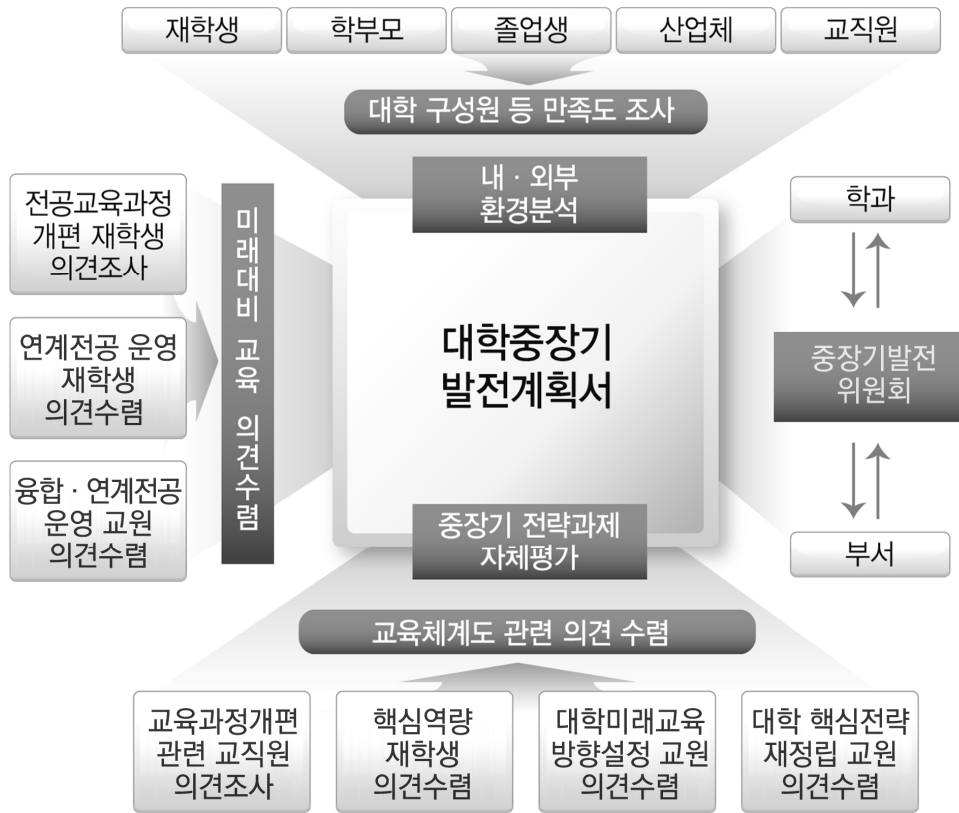 재학생
학부모
졸업생
산업체
교직원
대학 구성원 등 만족도 조사
내 · 외부
환경분석
전공교육과정
개편 재학생
의견조사
연계전공 운영
재학생
의견수렴
융합 · 연계전공
운영 교원
의견수렴
미래대비 교육 의견수렴
대학중장기
발전계획서
학과
중장기발전
위원회
부서
중장기 전략과제
자체평가
교육체계도 관련 의견 수렴
교육과정개편
관련 교직원
의견조사
핵심역량
재학생
의견수렴
대학미래교육
방향설정 교원
의견수렴
대학 핵심전략
재정립 교원
의견수렴